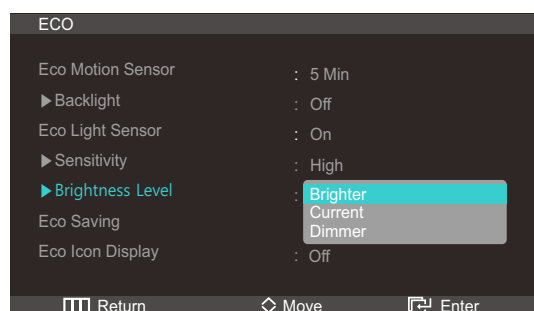 ECO
Eco Motion Sensor : 5 Min
▶Backlight : Off
Eco Light Sensor : On
▶Sensitivity : High
▶Brightness Level : Brighter
Current
Eco Saving Dimmer
Eco Icon Display : Off
Return Move Enter